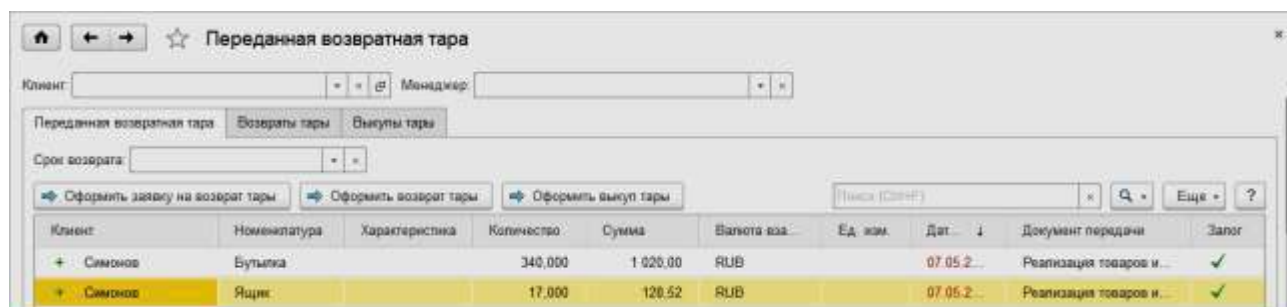 Переданная возвратная тара
Клиент: Менеджер:
Переданная возвратная тара Возвраты тары Выкупы тары
Срок возврата:
Оформить заявку на возврат тары Оформить возврат тары Оформить выкуп тары Поиск (Ctrl+F) Еще ?
Клиент Номенклатура Характеристика Количество Сумма Валюта вза... Ед. изм. Дат... ↓ Документ передачи Залог
Симонов Бутылка 340,000 1 020,00 RUB 07.05.2... Реализация товаров и...
Симонов Ящик 17,000 128,52 RUB 07.05.2... Реализация товаров и...